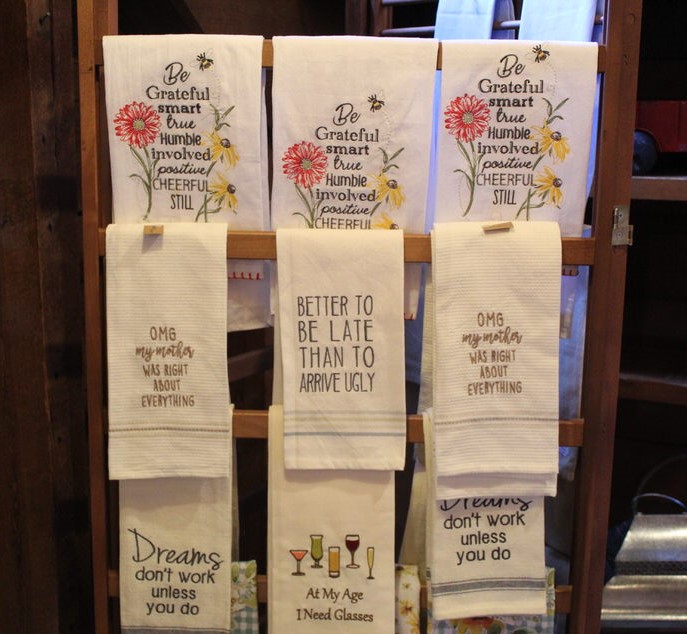 Be
Grateful
smart
true
Humble
involved
positive
CHEERFUL
STILL
Be
Grateful
smart
true
Humble
involved
positive
CHEERFUL
Be
Grateful
smart
true
Humble
involved
positive
CHEERFUL
STILL
OMG
my mother
WAS RIGHT
ABOUT
EVERYTHING
BETTER TO
BE LATE
THAN TO
ARRIVE UGLY
OMG
my mother
WAS RIGHT
ABOUT
EVERYTHING
Dreams
don't work
unless
you do
At My Age
I Need Glasses
Dreams
don't work
unless
you do